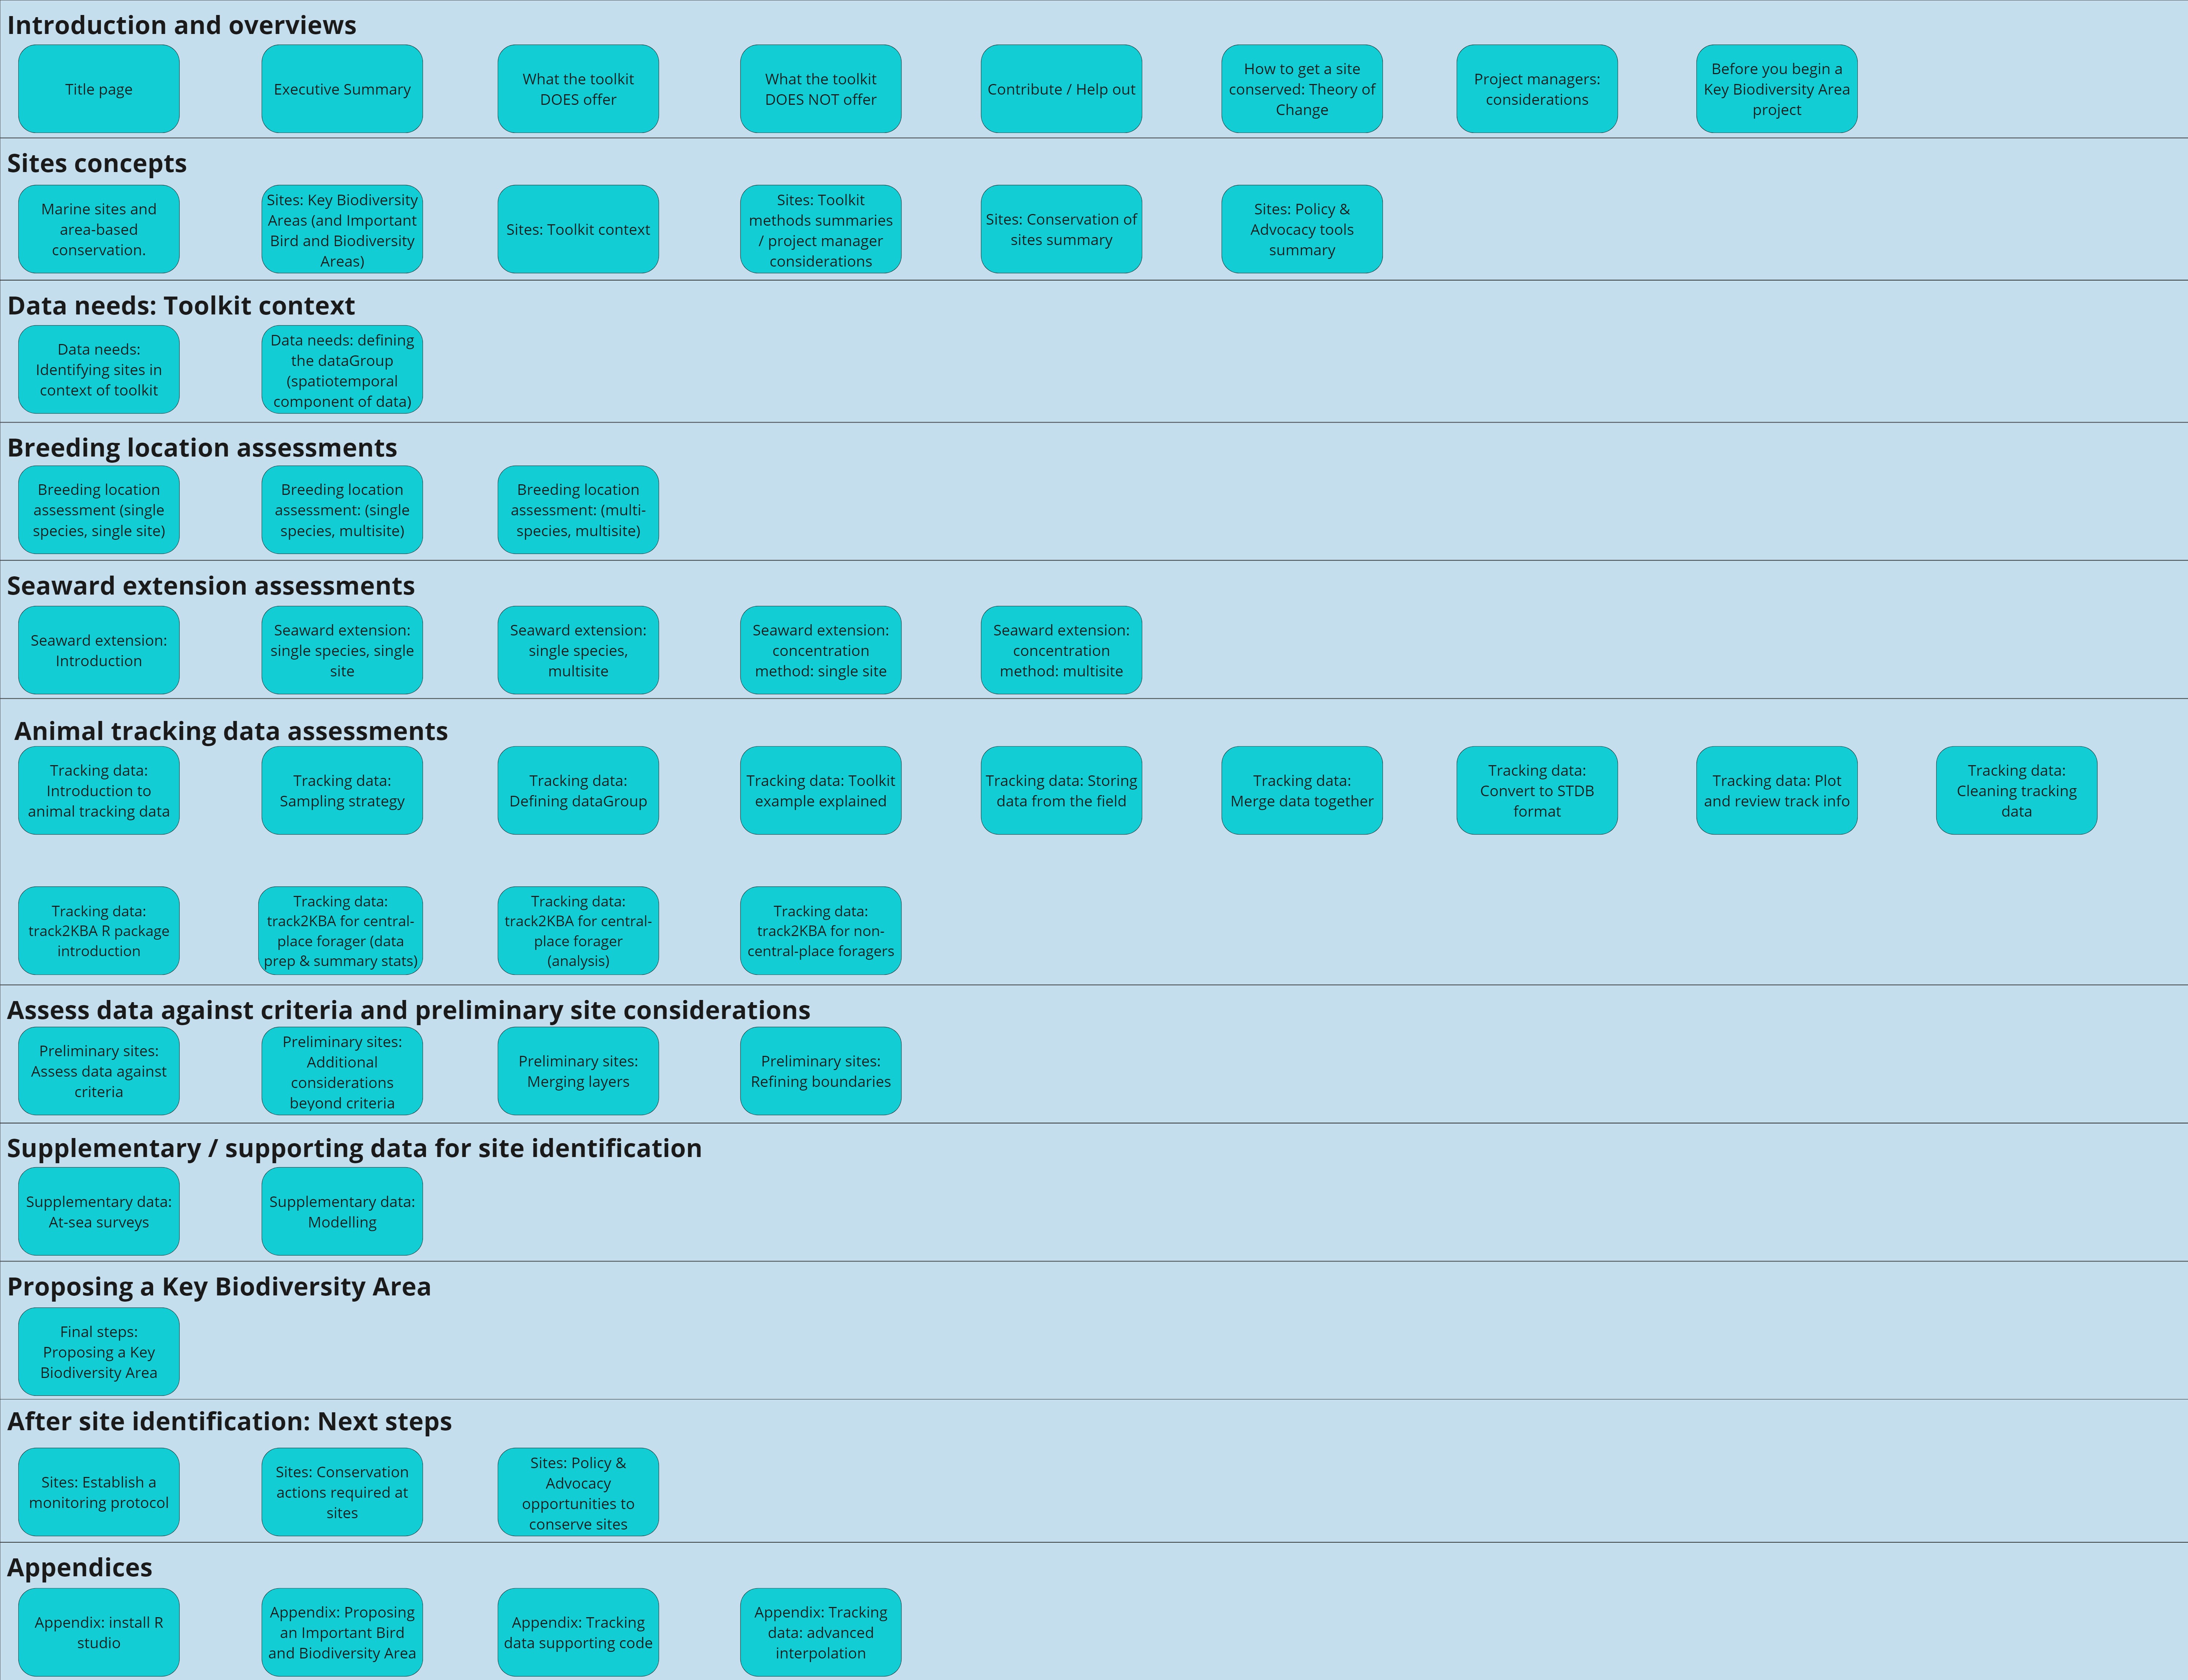 Introduction and overviews
Title page
Executive Summary
What the toolkit
DOES offer
What the toolkit
DOES NOT offer
Contribute / Help out
How to get a site
conserved: Theory of
Change
Project managers:
considerations
Before you begin a
Key Biodiversity Area
project
Sites concepts
Marine sites and
area-based
conservation.
Sites: Key Biodiversity
Areas (and Important
Bird and Biodiversity
Areas)
Sites: Toolkit context
Sites: Toolkit
methods summaries
/ project manager
considerations
Sites: Conservation of
sites summary
Sites: Policy &
Advocacy tools
summary
Data needs: Toolkit context
Data needs:
Identifying sites in
context of toolkit
Data needs: defining
the dataGroup
(spatiotemporal
component of data)
Breeding location assessments
Breeding location
assessment (single
species, single site)
Breeding location
assessment: (single
species, multisite)
Breeding location
assessment: (multi-
species, multisite)
Seaward extension assessments
Seaward extension:
Introduction
Seaward extension:
single species, single
site
Seaward extension:
single species,
multisite
Seaward extension:
concentration
method: single site
Seaward extension:
concentration
method: multisite
Animal tracking data assessments
Tracking data:
Introduction to
animal tracking data
Tracking data:
Sampling strategy
Tracking data:
Defining dataGroup
Tracking data: Toolkit
example explained
Tracking data: Storing
data from the field
Tracking data:
Merge data together
Tracking data:
Convert to STDB
format
Tracking data: Plot
and review track info
Tracking data:
Cleaning tracking
data
Tracking data:
track2KBA R package
introduction
Tracking data:
track2KBA for central-
place forager (data
prep & summary stats)
Tracking data:
track2KBA for central-
place forager
(analysis)
Tracking data:
track2KBA for non-
central-place foragers
Assess data against criteria and preliminary site considerations
Preliminary sites:
Assess data against
criteria
Preliminary sites:
Additional
considerations
beyond criteria
Preliminary sites:
Merging layers
Preliminary sites:
Refining boundaries
Supplementary / supporting data for site identification
Supplementary data:
At-sea surveys
Supplementary data:
Modelling
Proposing a Key Biodiversity Area
Final steps:
Proposing a Key
Biodiversity Area
After site identification: Next steps
Sites: Establish a
monitoring protocol
Sites: Conservation
actions required at
sites
Sites: Policy &
Advocacy
opportunities to
conserve sites
Appendices
Appendix: install R
studio
Appendix: Proposing
an Important Bird
and Biodiversity Area
Appendix: Tracking
data supporting code
Appendix: Tracking
data: advanced
interpolation